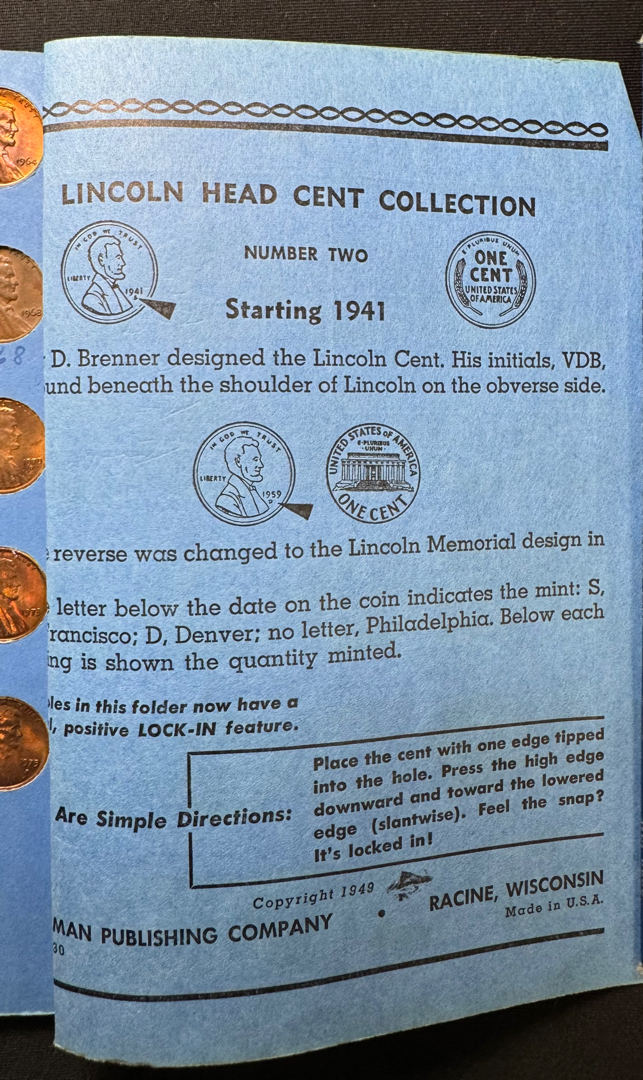 LINCOLN HEAD CENT COLLECTION
IN GOD WE TRUST
LIBERTY
1941
NUMBER TWO
Starting 1941
E PLURIBUS UNUM
ONE
CENT
UNITED STATES
OF AMERICA
D. Brenner designed the Lincoln Cent. His initials, VDB,
und beneath the shoulder of Lincoln on the obverse side.
IN GOD WE TRUST
LIBERTY
1959
D
UNITED STATES OF AMERICA
E·PLURIBUS
·UNUM·
ONE CENT
reverse was changed to the Lincoln Memorial design in
letter below the date on the coin indicates the mint: S,
rancisco; D, Denver; no letter, Philadelphia. Below each
ng is shown the quantity minted.
les in this folder now have a
l, positive LOCK-IN feature.
Are Simple Directions:
Place the cent with one edge tipped
into the hole. Press the high edge
downward and toward the lowered
edge (slantwise). Feel the snap?
It's locked in!
Copyright 1949
MAN PUBLISHING COMPANY • RACINE, WISCONSIN
30
Made in U.S.A.
1964
1968
68
1973